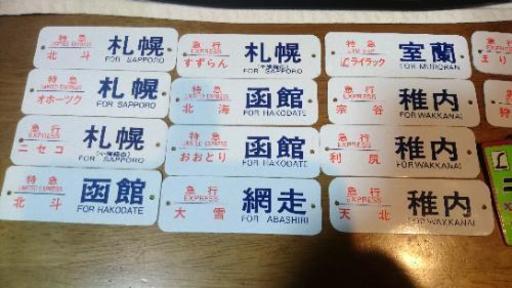 特急
LIMITED EXPRESS
北斗
札幌
FOR SAPPORO
特急
オホーツク
札幌
FOR SAPPORO
急行
EXPRESS
ニセコ
札幌
FOR SAPPORO
特急
LIMITED EXPRESS
北斗
函館
FOR HAKODATE
急行
EXPRESS
すずらん
札幌
FOR SAPPORO
特急
北海
函館
FOR HAKODATE
特急
おおとり
函館
FOR HAKODATE
急行
EXPRESS
大雪
網走
FOR ABASHIRI
特急
Lライラック
室蘭
FOR MURORAN
急行
EXPRESS
宗谷
稚内
FOR WAKKANAI
急行
EXPRESS
利尻
稚内
FOR WAKKANAI
急行
EXPRESS
天北
稚内
FOR WAKKANAI
まり
L